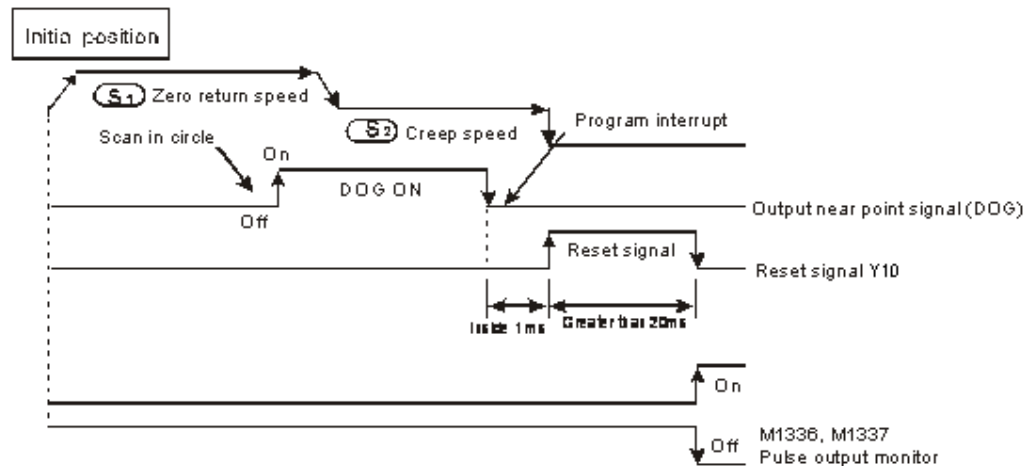 Initia position
S1 Zero return speed
S2 Creep speed
Program interrupt
Scan in circle
On
DOG ON
Off
Output near point signal (DOG)
Reset signal
Reset signal Y10
Inside 1ms
Greater than 20ms
On
Off
M1336, M1337
Pulse output monitor